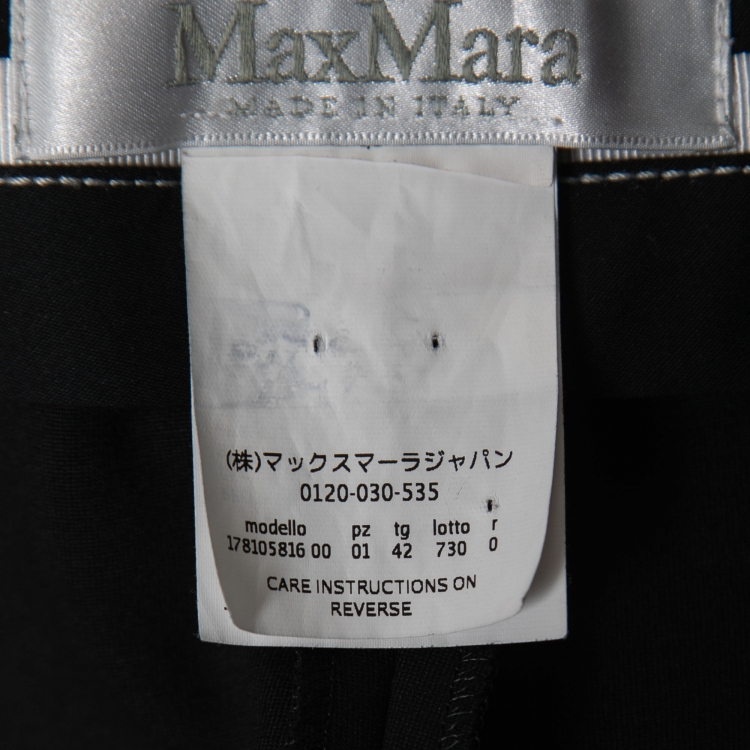 MaxMara
MADE IN ITALY
(株)マックスマーラジャパン
0120-030-535
modello pz tg lotto r
178105816 00 01 42 730 0
CARE INSTRUCTIONS ON
REVERSE